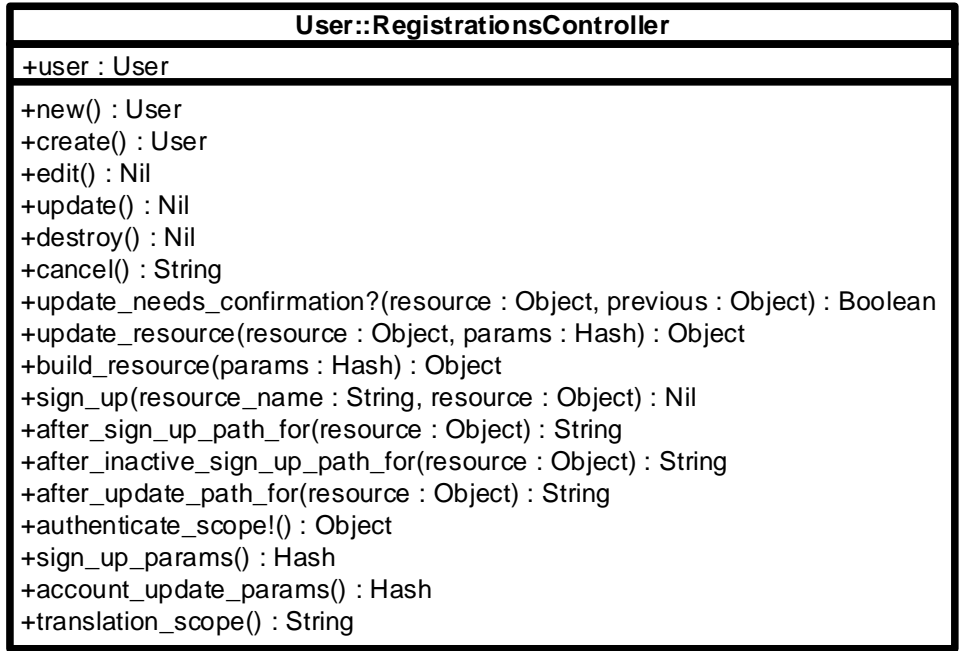 User::RegistrationsController
+user : User
+new() : User
+create() : User
+edit() : Nil
+update() : Nil
+destroy() : Nil
+cancel() : String
+update_needs_confirmation?(resource : Object, previous : Object) : Boolean
+update_resource(resource : Object, params : Hash) : Object
+build_resource(params : Hash) : Object
+sign_up(resource_name : String, resource : Object) : Nil
+after_sign_up_path_for(resource : Object) : String
+after_inactive_sign_up_path_for(resource : Object) : String
+after_update_path_for(resource : Object) : String
+authenticate_scope!() : Object
+sign_up_params() : Hash
+account_update_params() : Hash
+translation_scope() : String